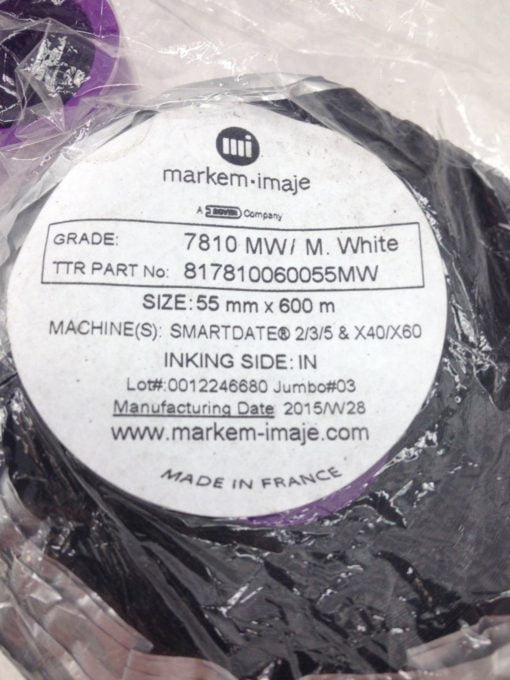 mi
markem·imaje
A DOVER Company
GRADE: 7810 MW / M. White
TTR PART No: 817810060055MW
SIZE: 55 mm x 600 m
MACHINE(S): SMARTDATE® 2/3/5 & X40/X60
INKING SIDE: IN
Lot#:0012246680 Jumbo#03
Manufacturing Date 2015/W28
www.markem-imaje.com
MADE IN FRANCE